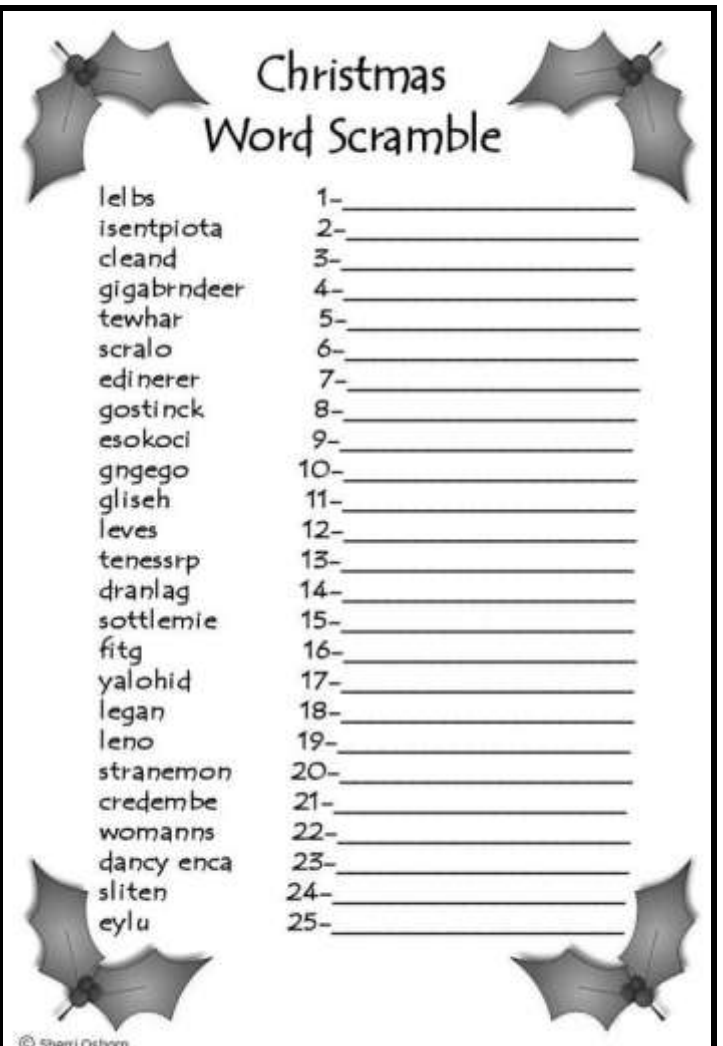 Christmas
Word Scramble
lelbs 1-
isentpiota 2-
cleand 3-
gigabrndeer 4-
tewhar 5-
scralo 6-
edinerer 7-
gostinck 8-
esokoci 9-
gngego 10-
gliseh 11-
leves 12-
tenessrp 13-
dranlag 14-
sottlemie 15-
fitg 16-
yalohid 17-
legan 18-
leno 19-
stranemon 20-
credembe 21-
womanns 22-
dancy enca 23-
sliten 24-
eylu 25-
© Sherri Osborn